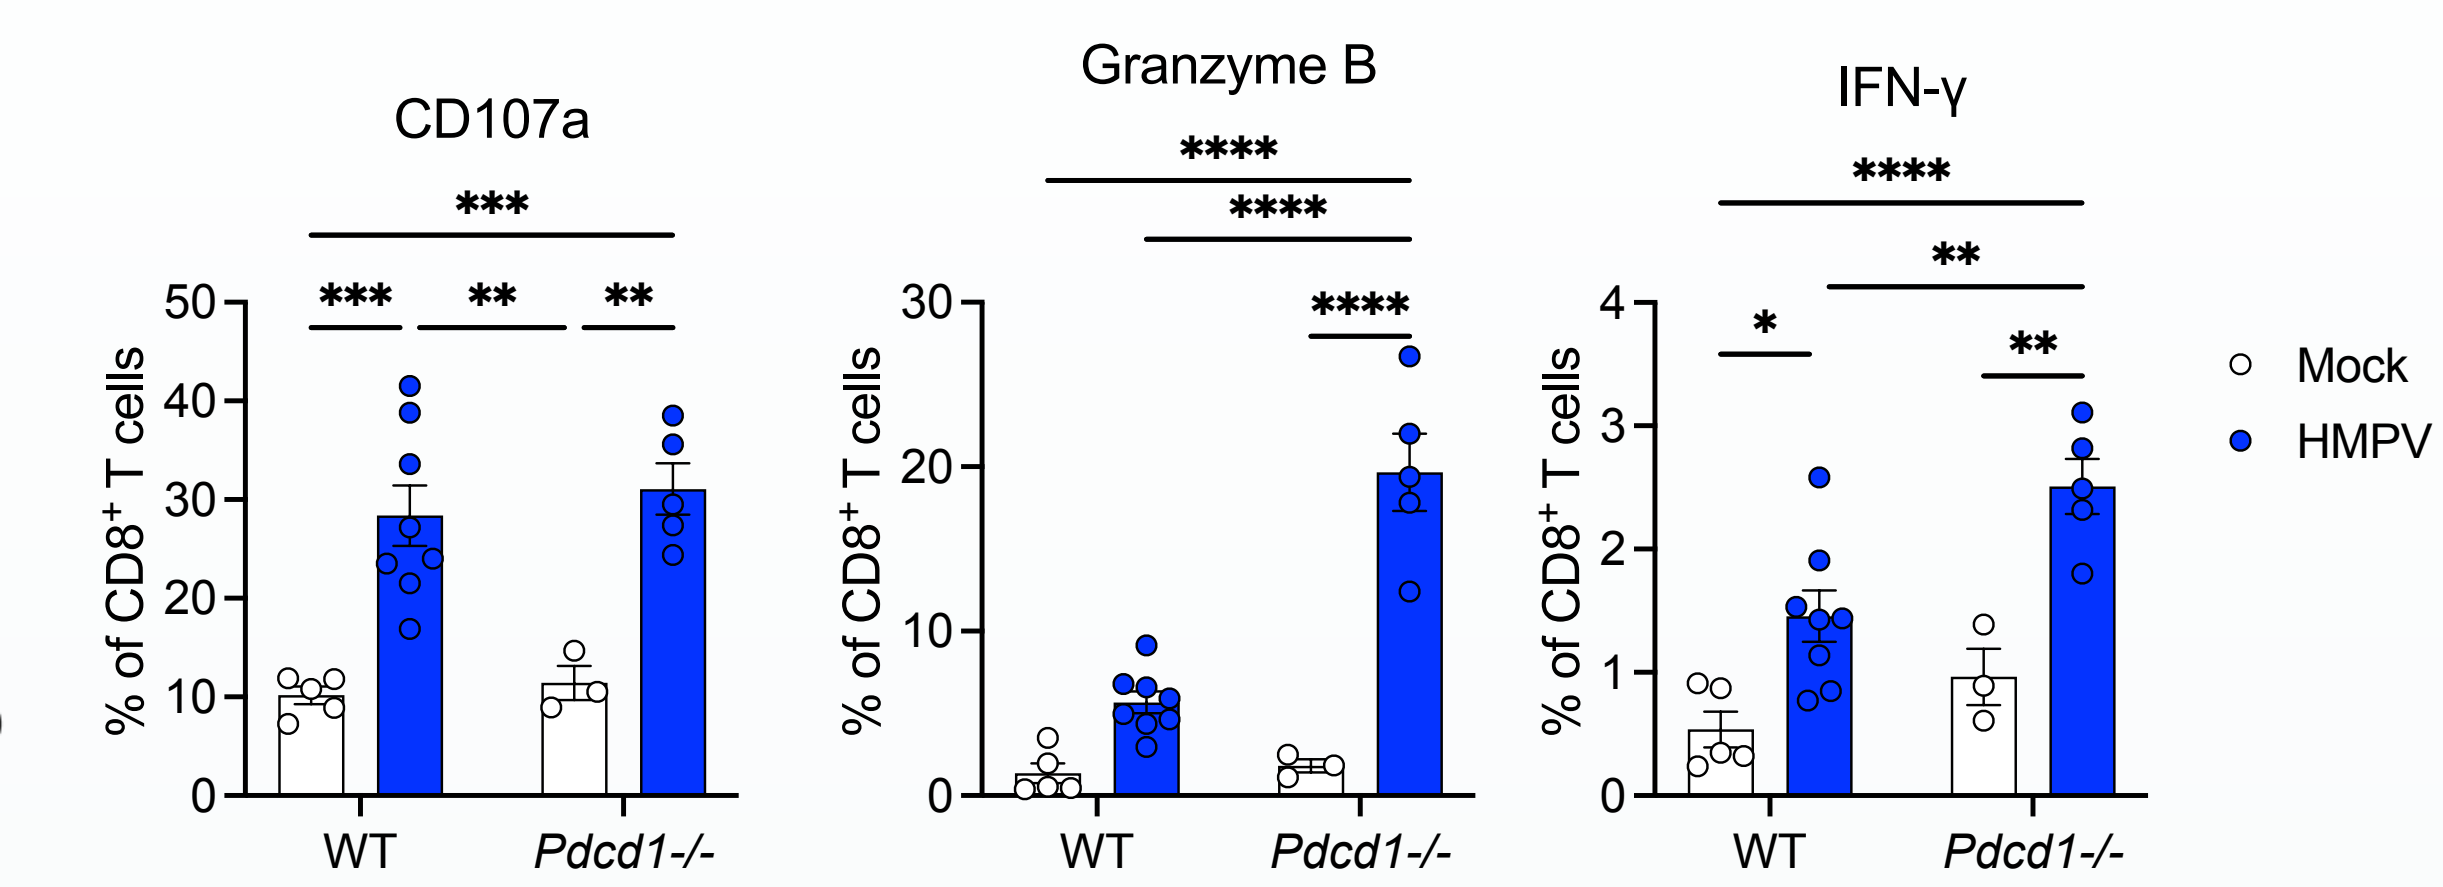 CD107a
***
***
**
**
50
40
30
20
10
0
% of CD8+ T cells
WT
Pdcd1-/-
Granzyme B
****
****
****
30
20
10
0
% of CD8+ T cells
WT
Pdcd1-/-
IFN-γ
****
**
*
**
4
3
2
1
0
% of CD8+ T cells
WT
Pdcd1-/-
Mock
HMPV